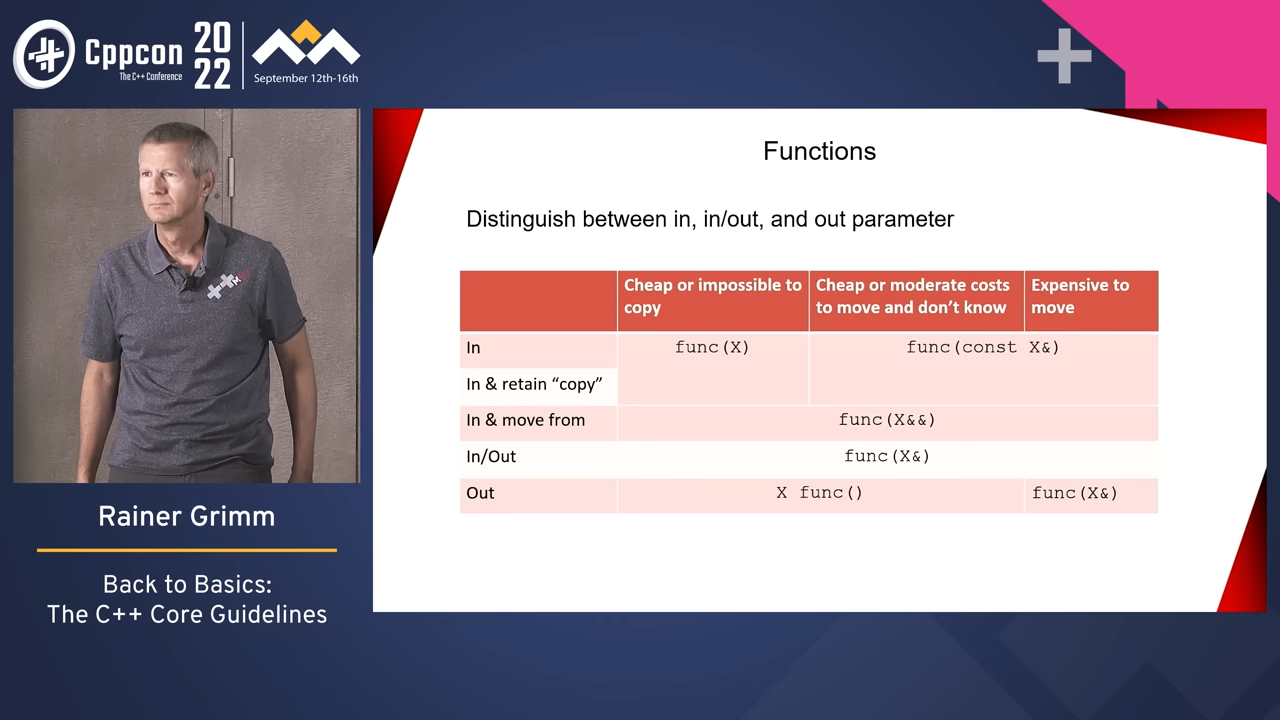 Cppcon
The C++ Conference
20
22
September 12th-16th
Functions
Distinguish between in, in/out, and out parameter
Cheap or impossible to
copy
Cheap or moderate costs
to move and don't know
Expensive to
move
In
func(X)
func(const X&)
In & retain “copy”
In & move from
func(X&&)
In/Out
func(X&)
Out
X func()
func(X&)
Rainer Grimm
Back to Basics:
The C++ Core Guidelines